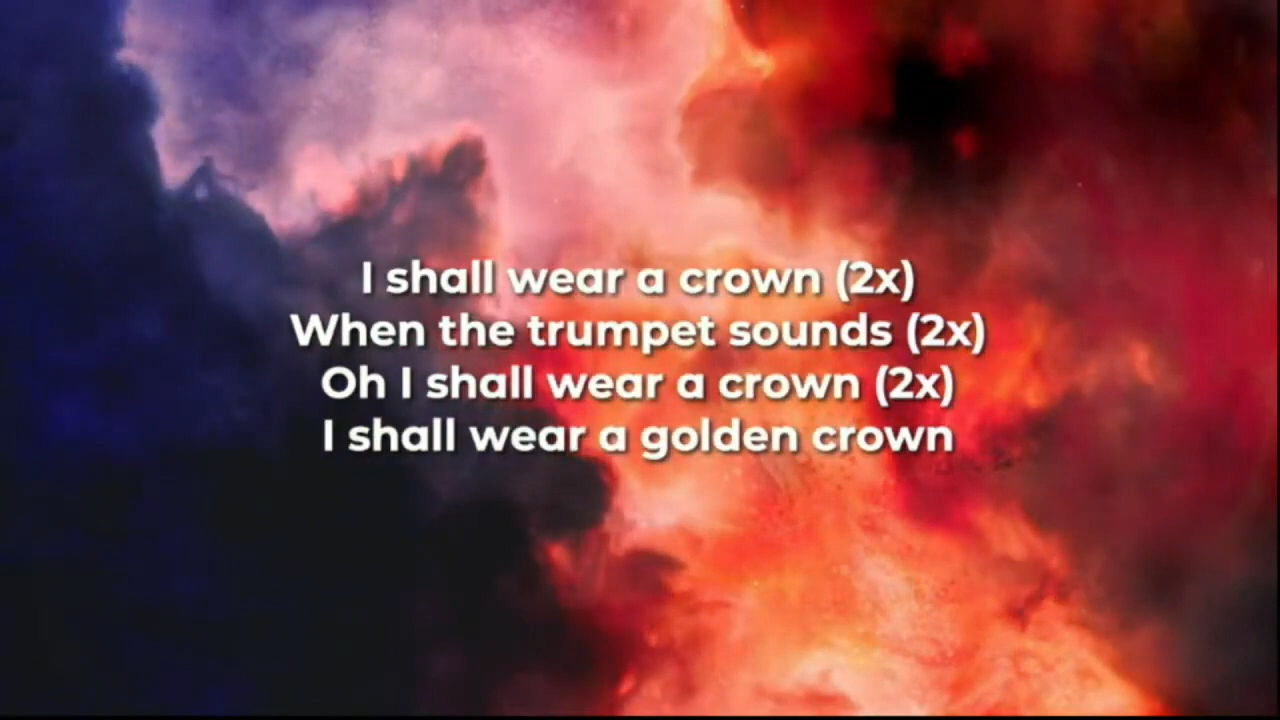 I shall wear a crown (2x)
When the trumpet sounds (2x)
Oh I shall wear a crown (2x)
I shall wear a golden crown